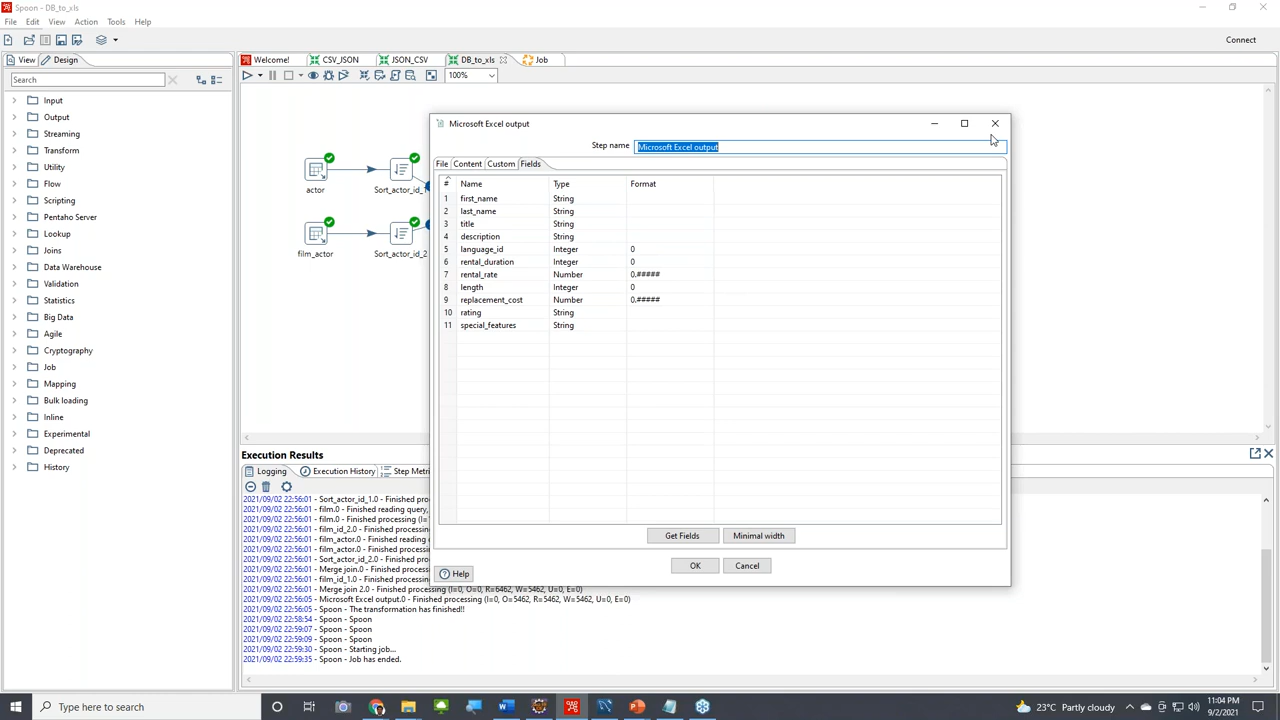 Spoon - DB_to_xls
File Edit View Action Tools Help
Connect
View Design
Welcome! CSV_JSON JSON_CSV DB_to_xls Job
100%
Search
Input
Output
Streaming
Transform
Utility
Flow
Scripting
Pentaho Server
Lookup
Joins
Data Warehouse
Validation
Statistics
Big Data
Agile
Cryptography
Job
Mapping
Bulk loading
Inline
Experimental
Deprecated
History
actor
Sort_actor_id_1
film_actor
Sort_actor_id_2
Microsoft Excel output
Step name Microsoft Excel output
File Content Custom Fields
# Name Type Format
1 first_name String
2 last_name String
3 title String
4 description String
5 language_id Integer 0
6 rental_duration Integer 0
7 rental_rate Number 0.#####
8 length Integer 0
9 replacement_cost Number 0.#####
10 rating String
11 special_features String
Get Fields Minimal width
OK Cancel
Help
Execution Results
Logging Execution History Step Metri
2021/09/02 22:56:01 - Sort_actor_id_1.0 - Finished proc
2021/09/02 22:56:01 - film.0 - Finished reading query,
2021/09/02 22:56:01 - film.0 - Finished processing (I=
2021/09/02 22:56:01 - film_id_2.0 - Finished processing
2021/09/02 22:56:01 - film_actor.0 - Finished reading
2021/09/02 22:56:01 - film_actor.0 - Finished processi
2021/09/02 22:56:01 - Sort_actor_id_2.0 - Finished proc
2021/09/02 22:56:01 - Merge join.0 - Finished processi
2021/09/02 22:56:01 - film_id_1.0 - Finished processing
2021/09/02 22:56:01 - Merge join 2.0 - Finished processing (I=0, O=0, R=6462, W=5462, U=0, E=0)
2021/09/02 22:56:05 - Microsoft Excel output.0 - Finished processing (I=0, O=5462, R=5462, W=5462, U=0, E=0)
2021/09/02 22:56:05 - Spoon - The transformation has finished!!
2021/09/02 22:58:54 - Spoon - Spoon
2021/09/02 22:59:07 - Spoon - Spoon
2021/09/02 22:59:09 - Spoon - Spoon
2021/09/02 22:59:30 - Spoon - Starting job...
2021/09/02 22:59:35 - Spoon - Job has ended.
Type here to search
23°C Partly cloudy
11:04 PM
9/2/2021